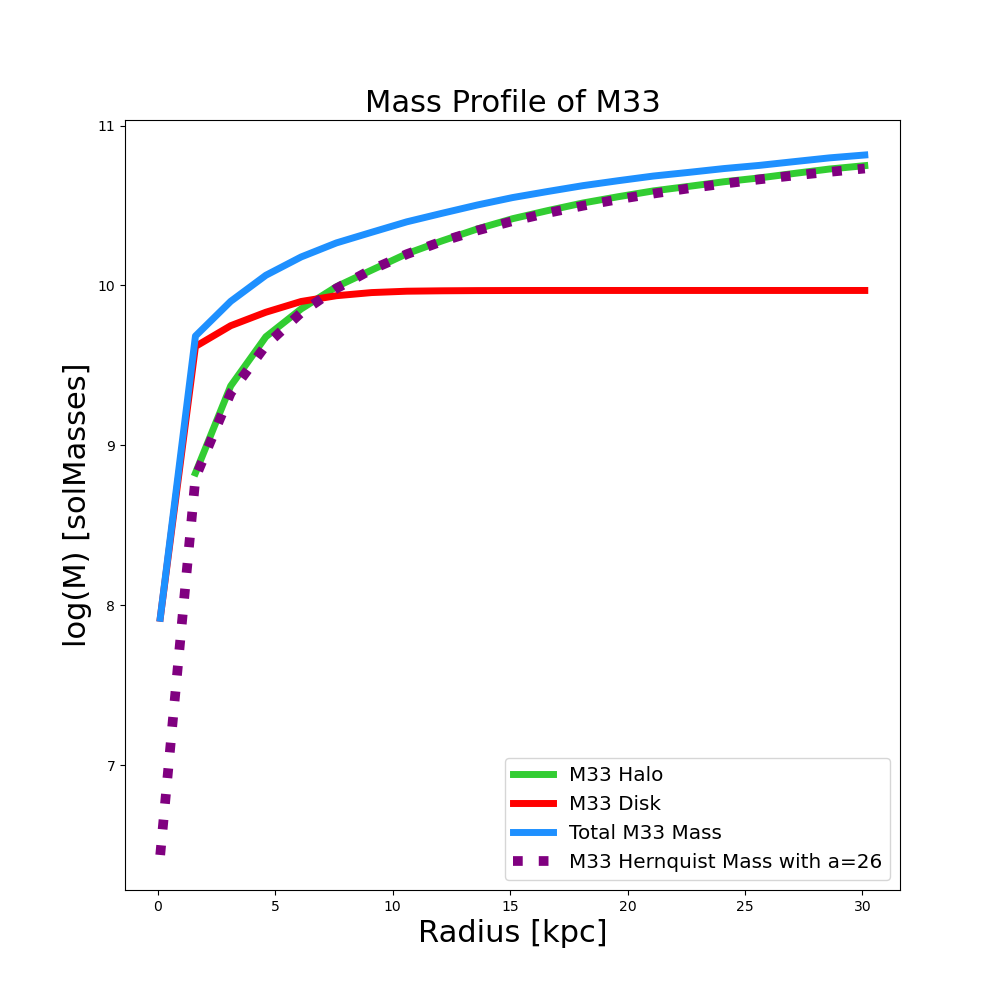 Mass Profile of M33
log(M) [solMasses]
11
10
9
8
7
0 5 10 15 20 25 30
Radius [kpc]
M33 Halo
M33 Disk
Total M33 Mass
M33 Hernquist Mass with a=26